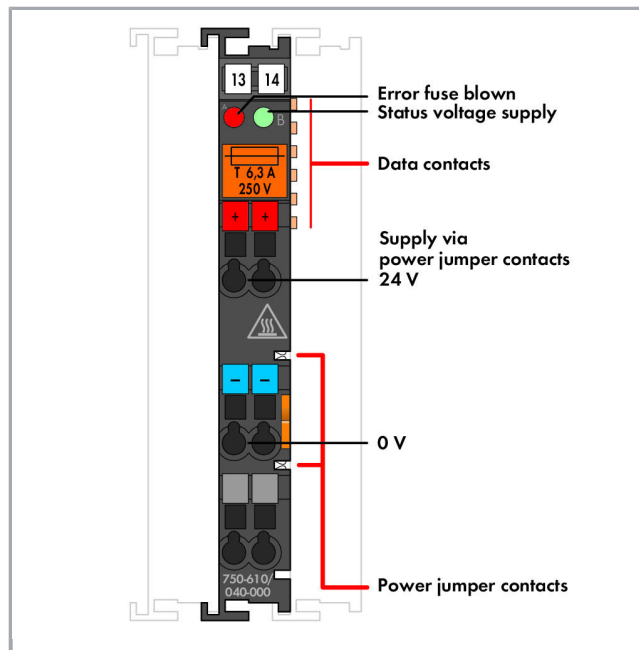 13 14
A
B
Error fuse blown
Status voltage supply
Data contacts
T 6,3 A
250 V
+ +
Supply via
power jumper contacts
24 V
- -
0 V
750-610/
040-000
Power jumper contacts